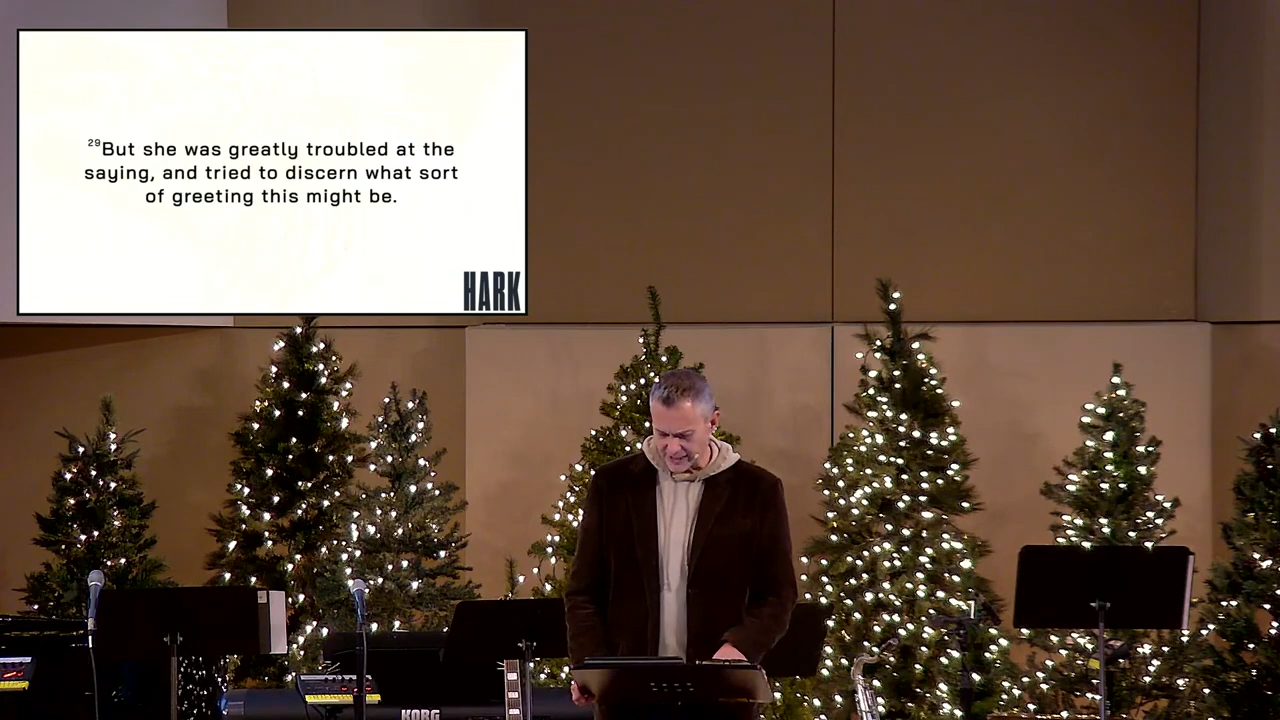 29But she was greatly troubled at the
saying, and tried to discern what sort
of greeting this might be.
HARK
KORG